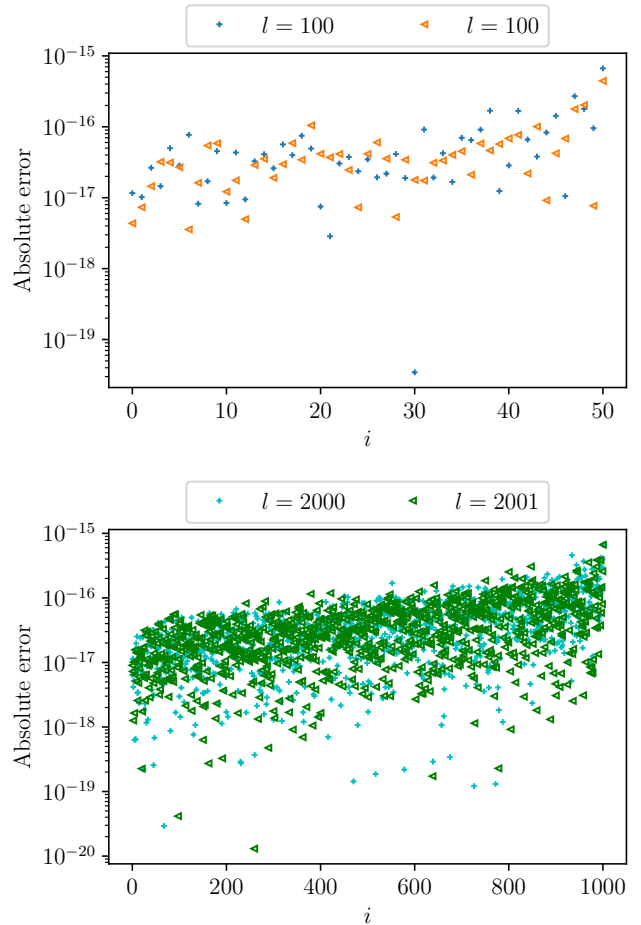 l = 100 l = 100
10⁻¹⁵
10⁻¹⁶
10⁻¹⁷
10⁻¹⁸
10⁻¹⁹
Absolute error
0 10 20 30 40 50
i
l = 2000 l = 2001
10⁻¹⁵
10⁻¹⁶
10⁻¹⁷
10⁻¹⁸
10⁻¹⁹
10⁻²⁰
Absolute error
0 200 400 600 800 1000
i